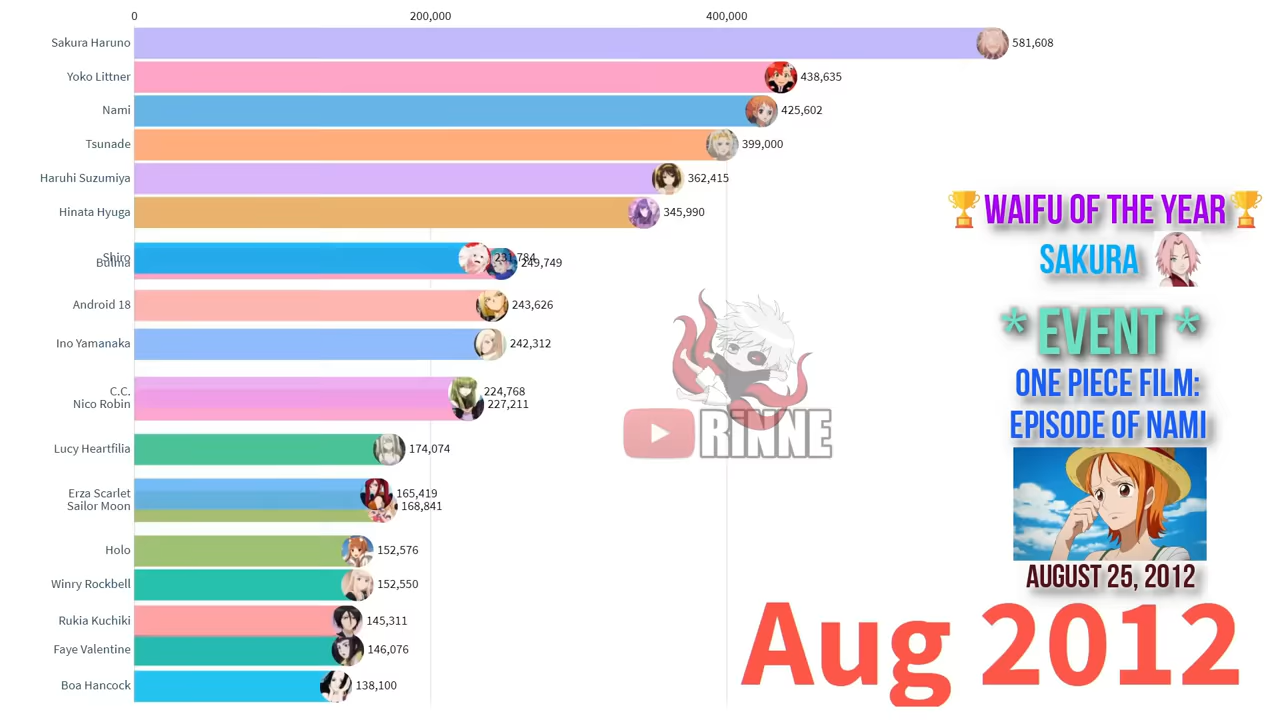 0 200,000 400,000
Sakura Haruno 581,608
Yoko Littner 438,635
Nami 425,602
Tsunade 399,000
Haruhi Suzumiya 362,415
Hinata Hyuga 345,990
Shiro 231,784
Bulma 249,749
Android 18 243,626
Ino Yamanaka 242,312
C.C. 224,768
Nico Robin 227,211
Lucy Heartfilia 174,074
Erza Scarlet 165,419
Sailor Moon 168,841
Holo 152,576
Winry Rockbell 152,550
Rukia Kuchiki 145,311
Faye Valentine 146,076
Boa Hancock 138,100
RiNNE
WAIFU OF THE YEAR
SAKURA
* EVENT *
ONE PIECE FILM:
EPISODE OF NAMI
AUGUST 25, 2012
Aug 2012